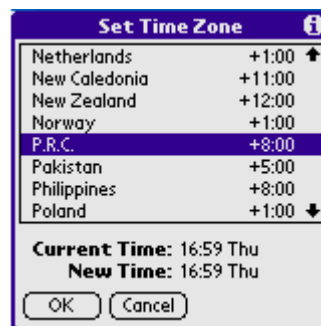 Set Time Zone
Netherlands +1:00
New Caledonia +11:00
New Zealand +12:00
Norway +1:00
P.R.C. +8:00
Pakistan +5:00
Philippines +8:00
Poland +1:00
Current Time: 16:59 Thu
New Time: 16:59 Thu
OK Cancel